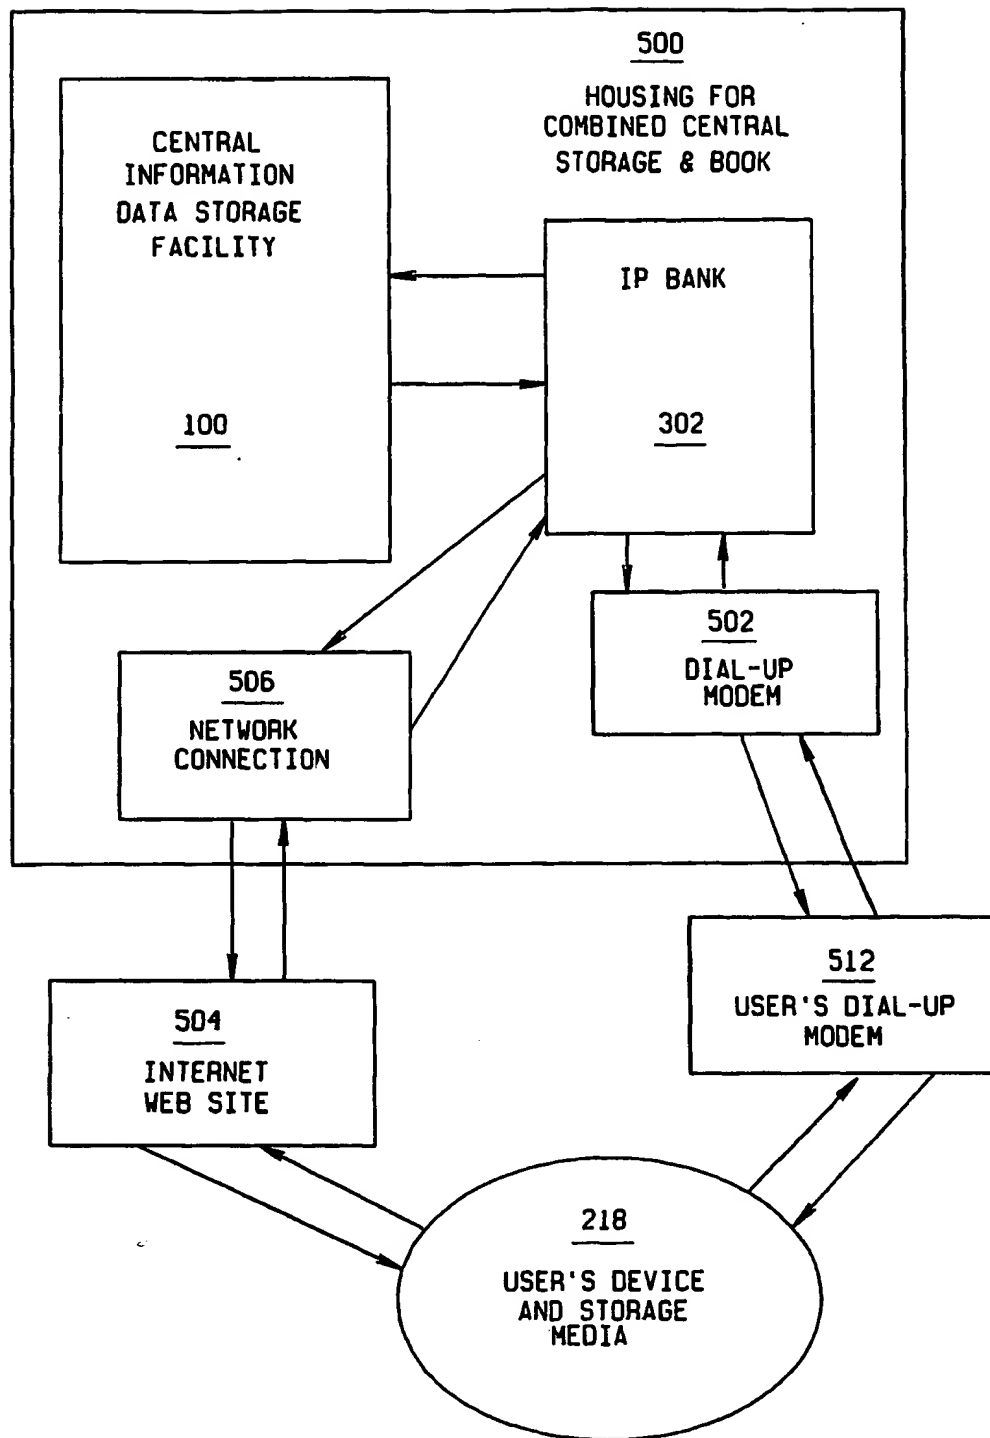 500
HOUSING FOR
COMBINED CENTRAL
STORAGE & BOOK
CENTRAL
INFORMATION
DATA STORAGE
FACILITY
100
IP BANK
302
502
DIAL-UP
MODEM
506
NETWORK
CONNECTION
512
USER'S DIAL-UP
MODEM
504
INTERNET
WEB SITE
218
USER'S DEVICE
AND STORAGE
MEDIA